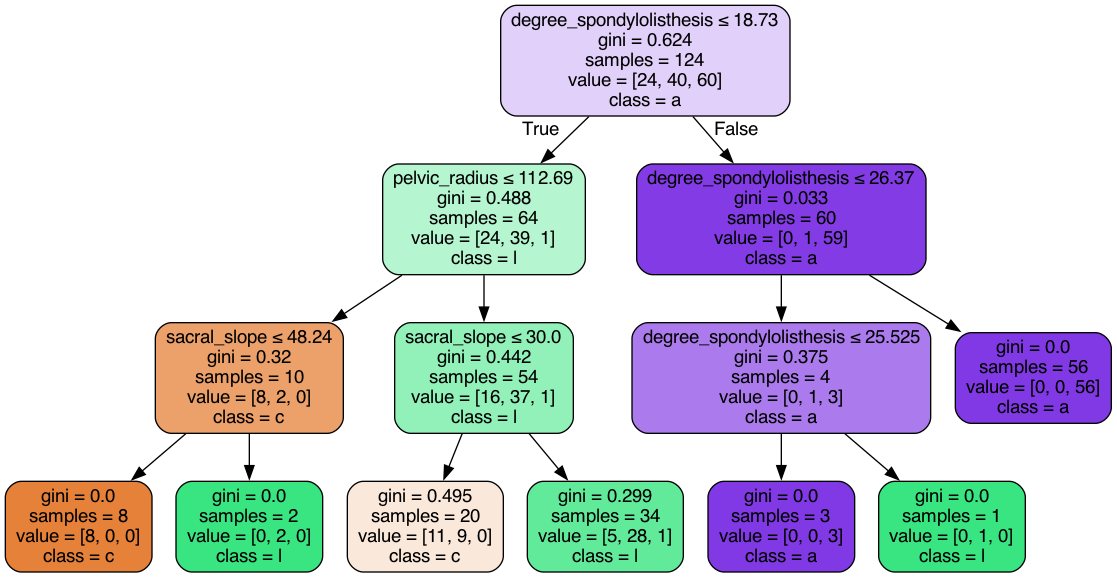 degree_spondylolisthesis ≤ 18.73
gini = 0.624
samples = 124
value = [24, 40, 60]
class = a
True
False
pelvic_radius ≤ 112.69
gini = 0.488
samples = 64
value = [24, 39, 1]
class = l
degree_spondylolisthesis ≤ 26.37
gini = 0.033
samples = 60
value = [0, 1, 59]
class = a
sacral_slope ≤ 48.24
gini = 0.32
samples = 10
value = [8, 2, 0]
class = c
sacral_slope ≤ 30.0
gini = 0.442
samples = 54
value = [16, 37, 1]
class = l
degree_spondylolisthesis ≤ 25.525
gini = 0.375
samples = 4
value = [0, 1, 3]
class = a
gini = 0.0
samples = 56
value = [0, 0, 56]
class = a
gini = 0.0
samples = 8
value = [8, 0, 0]
class = c
gini = 0.0
samples = 2
value = [0, 2, 0]
class = l
gini = 0.495
samples = 20
value = [11, 9, 0]
class = c
gini = 0.299
samples = 34
value = [5, 28, 1]
class = l
gini = 0.0
samples = 3
value = [0, 0, 3]
class = a
gini = 0.0
samples = 1
value = [0, 1, 0]
class = l